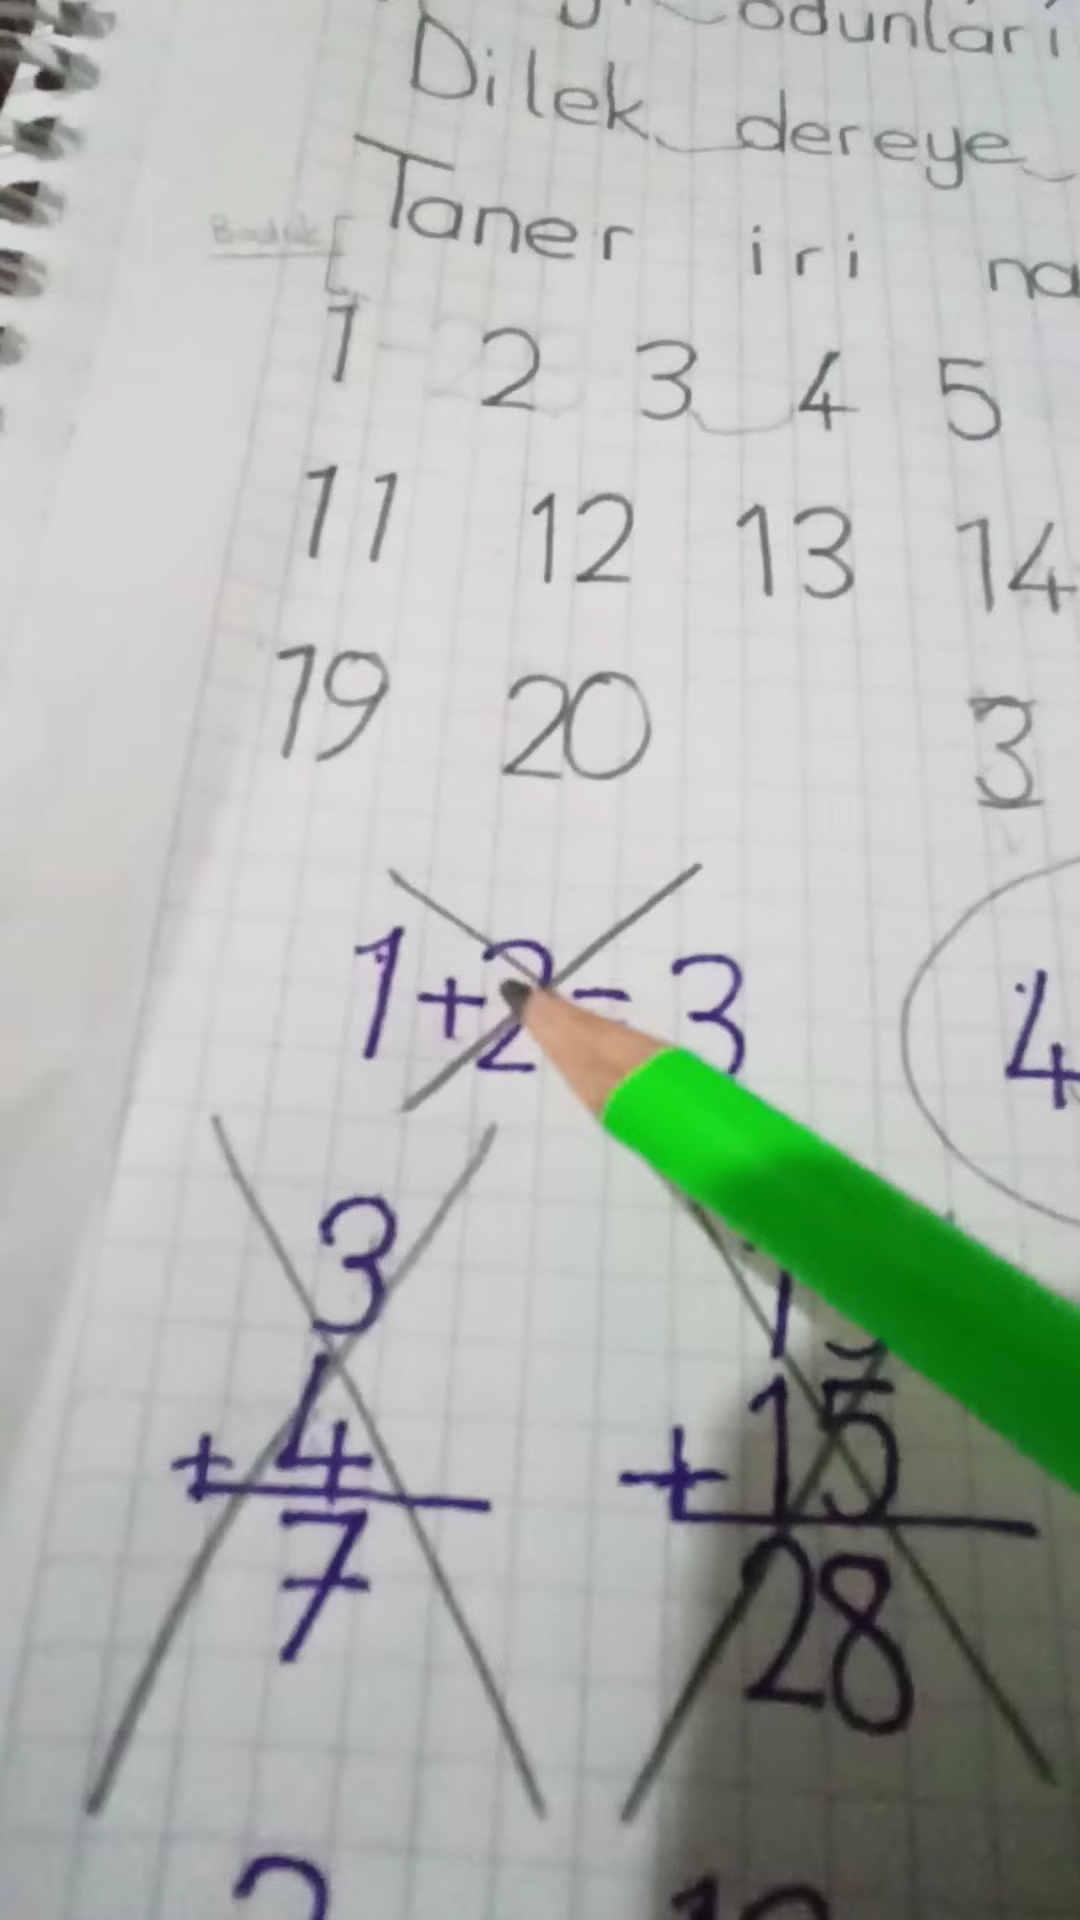 odunları
Dilek dereye
Taner iri
1 2 3 4 5
11 12 13 14
19 20 3
1+2=3
4
3
+4
7
+15
28